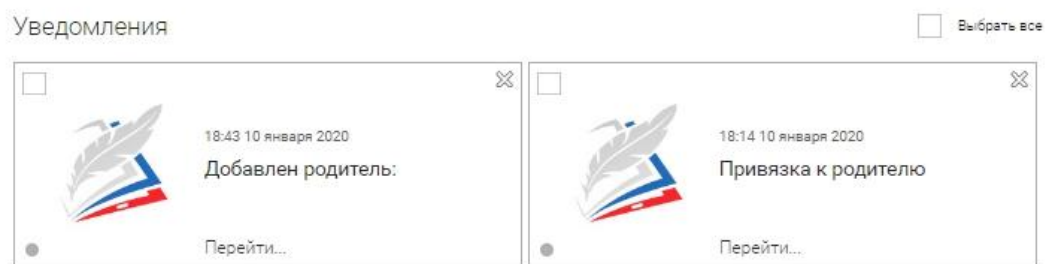 Уведомления
Выбрать все
18:43 10 января 2020
Добавлен родитель:
Перейти...
18:14 10 января 2020
Привязка к родителю
Перейти...